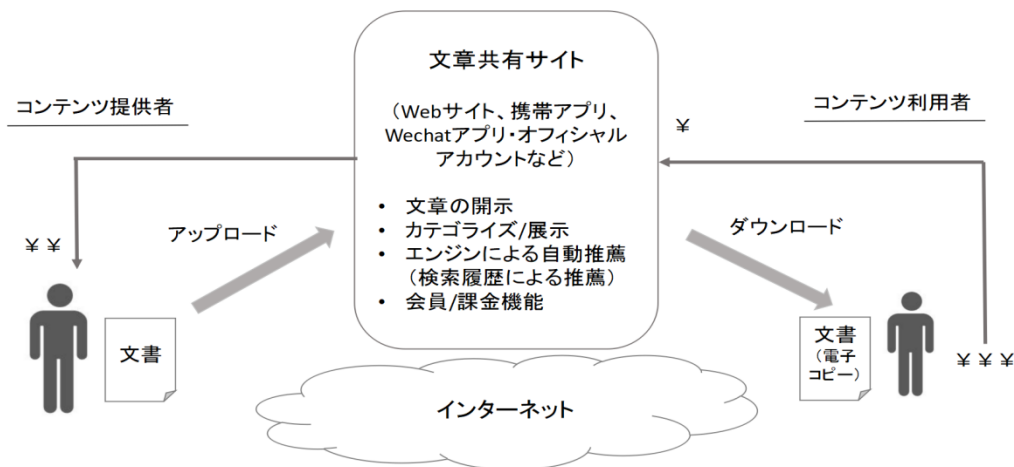 文章共有サイト
コンテンツ提供者
コンテンツ利用者
(Webサイト、携帯アプリ、
Wechatアプリ・オフィシャル
アカウントなど)
¥
• 文章の開示
• カテゴライズ/展示
• エンジンによる自動推薦
(検索履歴による推薦)
• 会員/課金機能
アップロード
ダウンロード
¥ ¥
文書
文書
(電子
コピー)
¥ ¥ ¥
インターネット